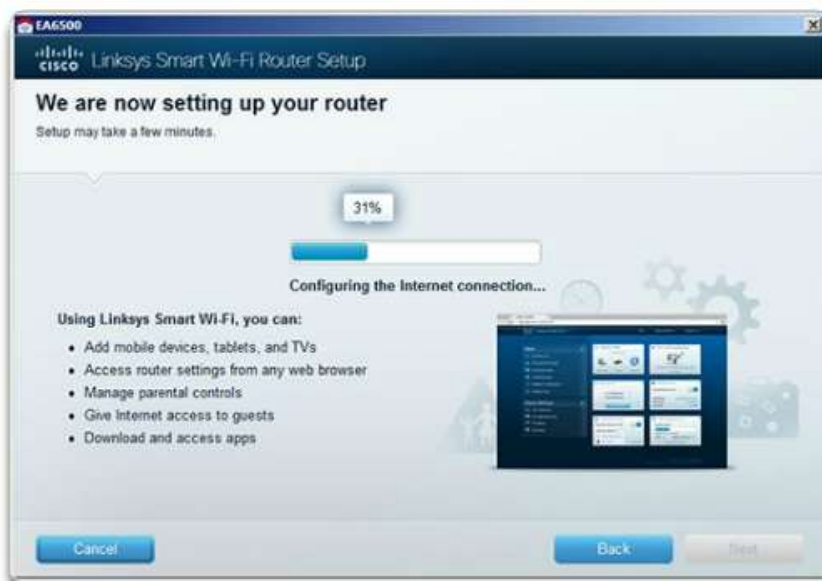 EA6500
CISCO Linksys Smart Wi-Fi Router Setup
We are now setting up your router
Setup may take a few minutes.
31%
Configuring the Internet connection...
Using Linksys Smart Wi-Fi, you can:
• Add mobile devices, tablets, and TVs
• Access router settings from any web browser
• Manage parental controls
• Give Internet access to guests
• Download and access apps
Cancel
Back
Next